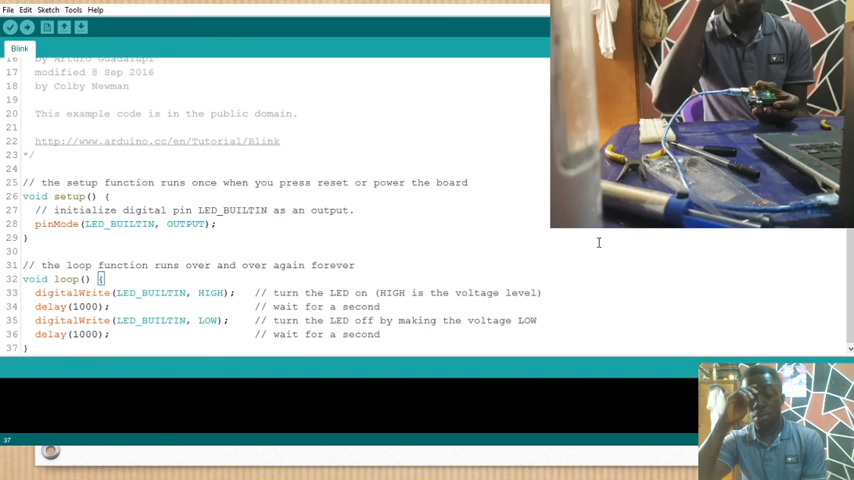 File Edit Sketch Tools Help
Blink
16 by Arturo Guadalupi
17 modified 8 Sep 2016
18 by Colby Newman
19
20 This example code is in the public domain.
21
22 http://www.arduino.cc/en/Tutorial/Blink
23 */
24
25 // the setup function runs once when you press reset or power the board
26 void setup() {
27 // initialize digital pin LED_BUILTIN as an output.
28 pinMode(LED_BUILTIN, OUTPUT);
29 }
30
31 // the loop function runs over and over again forever
32 void loop() {
33 digitalWrite(LED_BUILTIN, HIGH); // turn the LED on (HIGH is the voltage level)
34 delay(1000); // wait for a second
35 digitalWrite(LED_BUILTIN, LOW); // turn the LED off by making the voltage LOW
36 delay(1000); // wait for a second
37 }
37